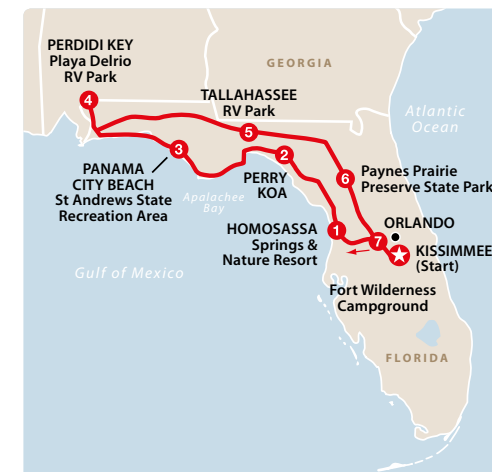 PERDIDI KEY
Playa Delrio
RV Park
4
GEORGIA
TALLAHASSEE
RV Park
5
Atlantic
Ocean
3
2
PANAMA
CITY BEACH
St Andrews State
Recreation Area
Apalachee
Bay
PERRY
KOA
6
Paynes Prairie
Preserve State Park
1
HOMOSASSA
Springs &
Nature Resort
ORLANDO
7
KISSIMMEE
(Start)
Gulf of Mexico
Fort Wilderness
Campground
FLORIDA